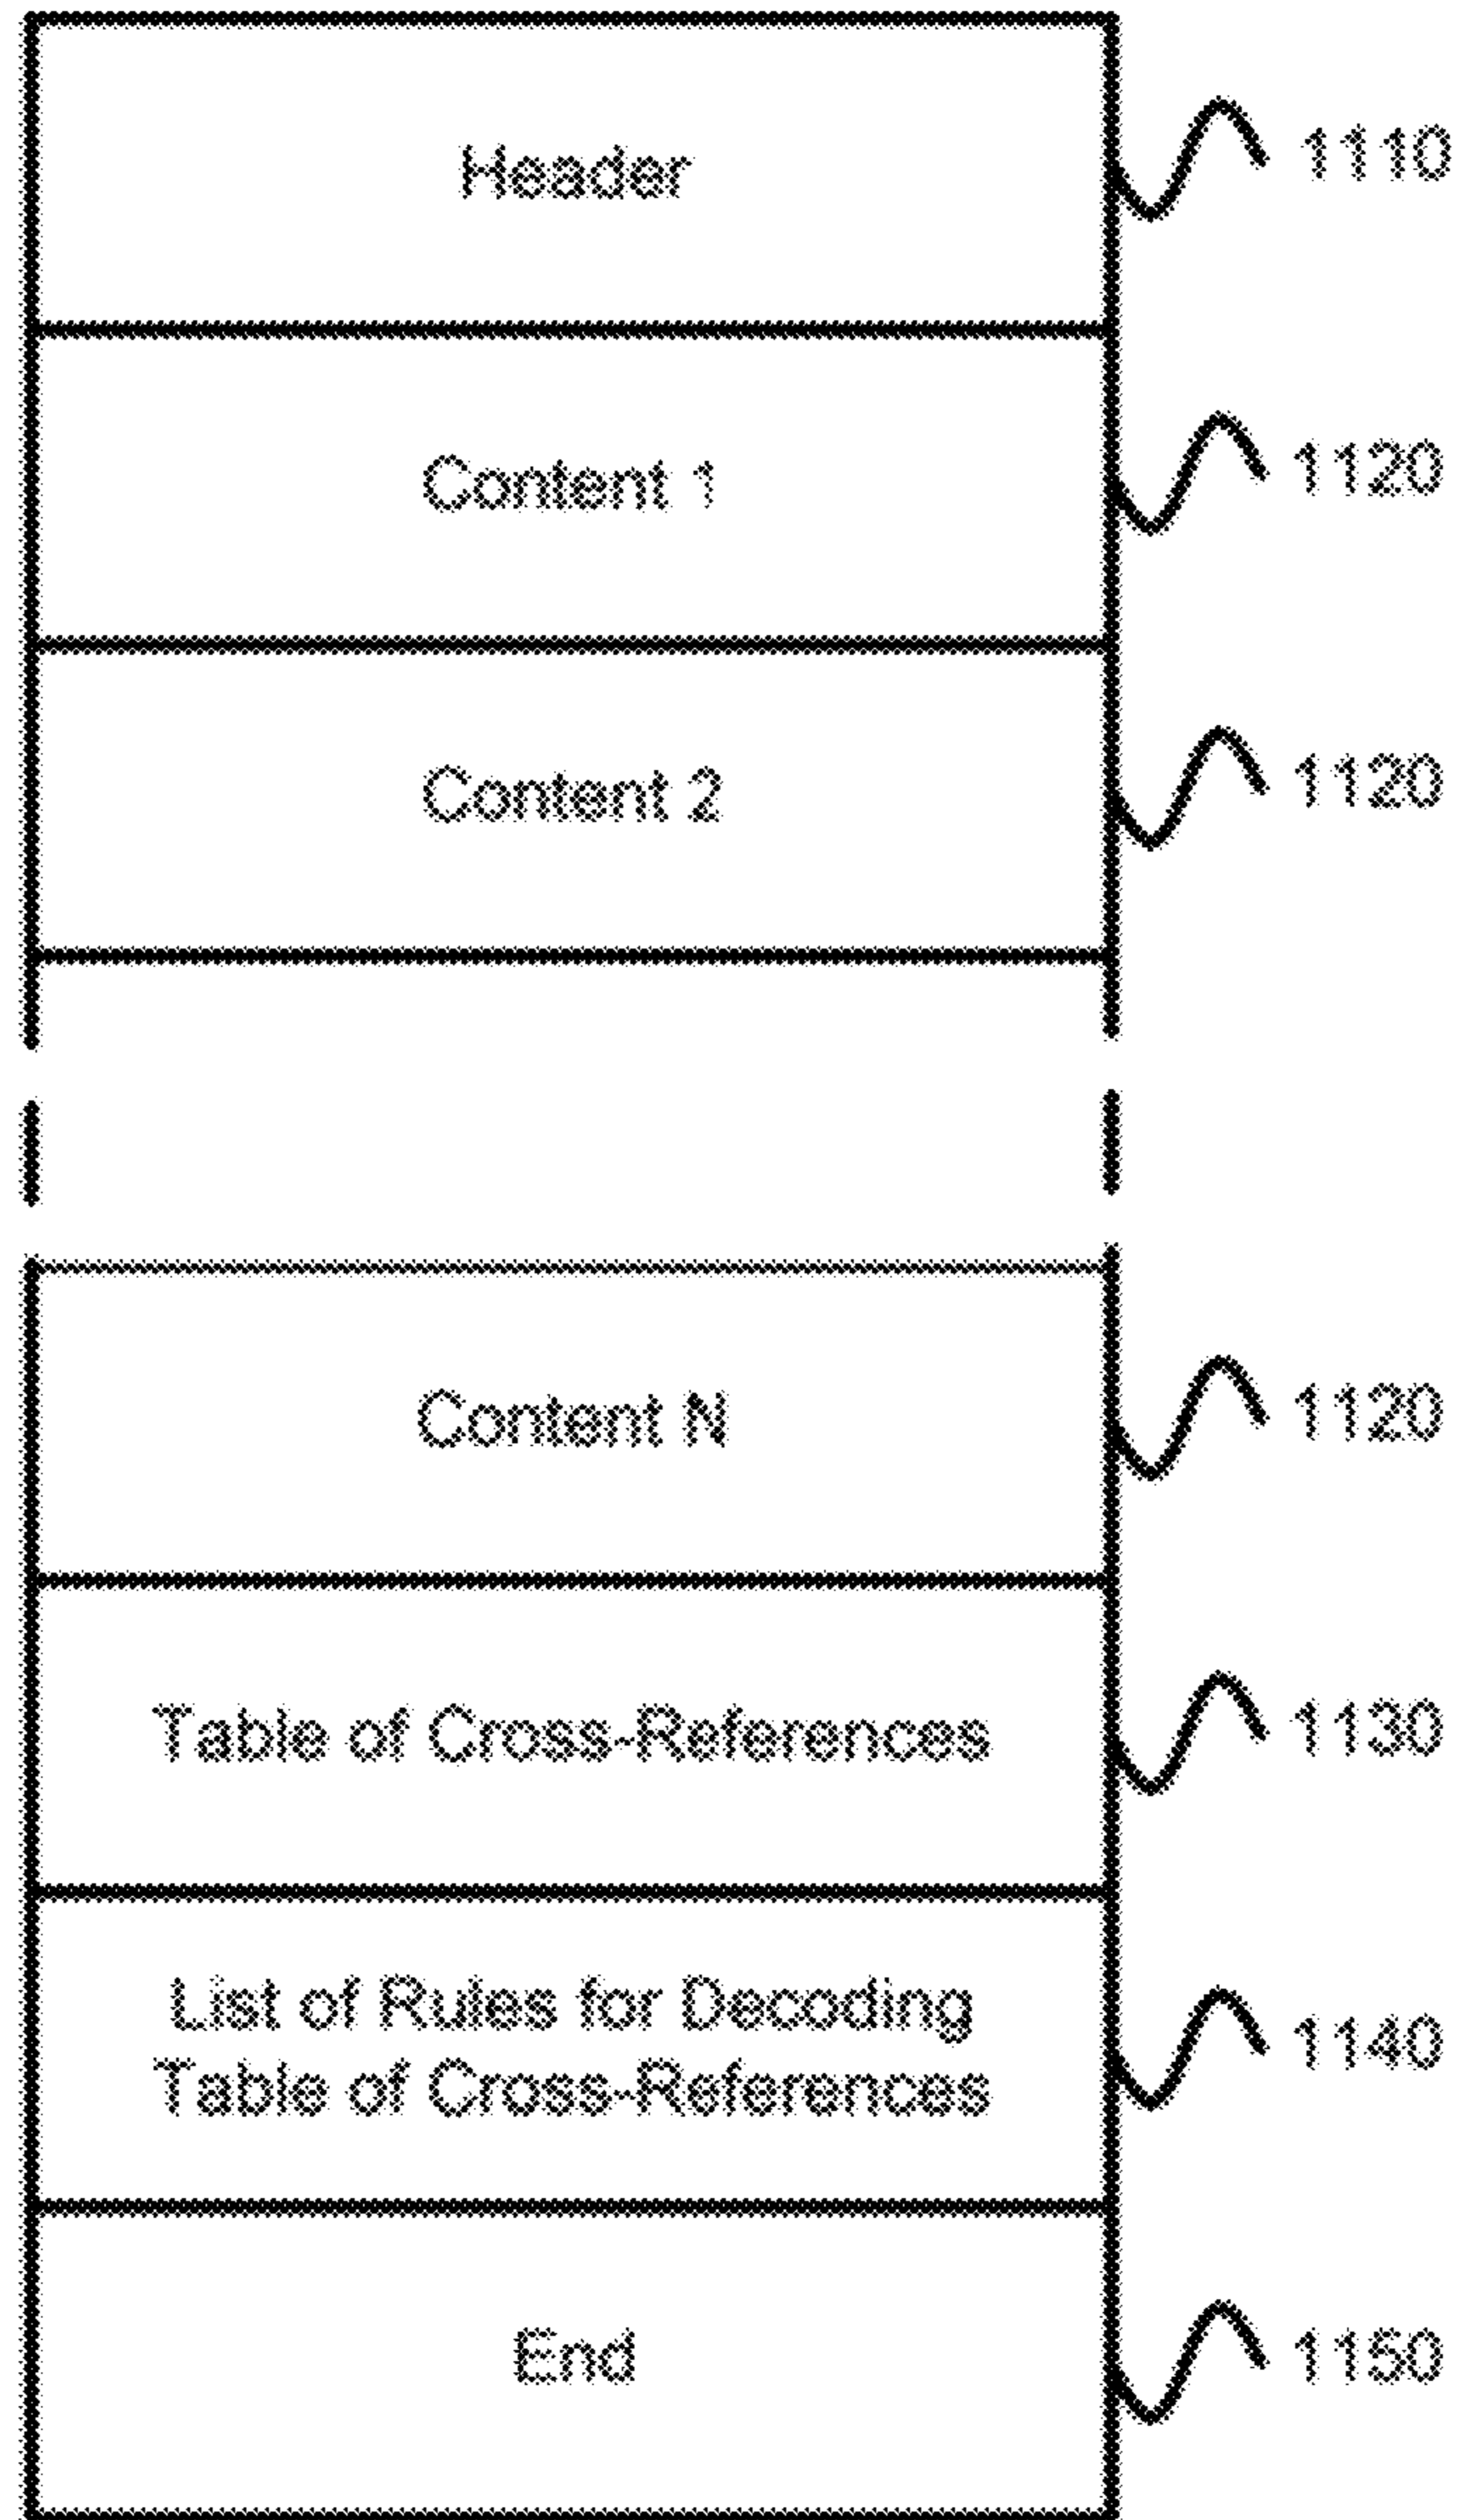 Header
1110
Content 1
1120
Content 2
1120
Content N
1120
Table of Cross-References
1130
List of Rules for Decoding
Table of Cross-References
1140
End
1150